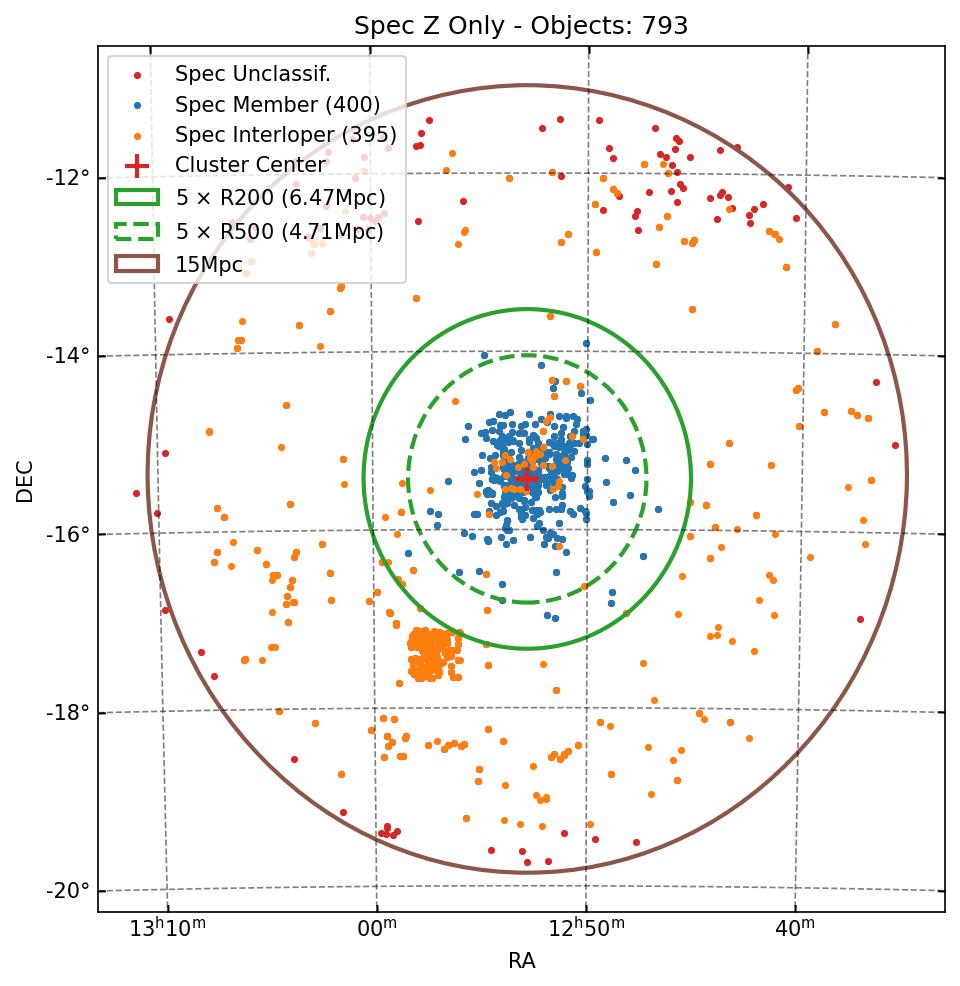 Spec Z Only - Objects: 793
Spec Unclassif.
Spec Member (400)
Spec Interloper (395)
Cluster Center
5 × R200 (6.47Mpc)
5 × R500 (4.71Mpc)
15Mpc
-12°
-14°
-16°
-18°
-20°
DEC
13ʰ10ᵐ 00ᵐ 12ʰ50ᵐ 40ᵐ
RA